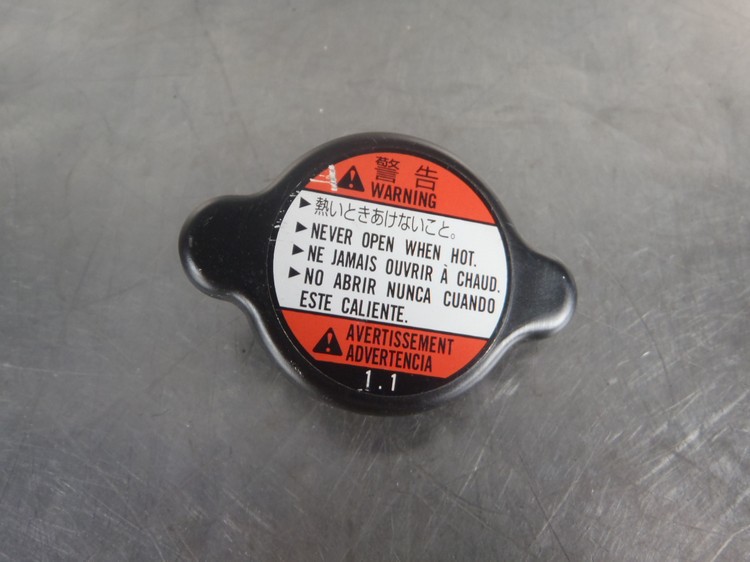 警告
WARNING
▶熱いときあけないこと。
▶NEVER OPEN WHEN HOT.
▶NE JAMAIS OUVRIR À CHAUD.
▶NO ABRIR NUNCA CUANDO
ESTE CALIENTE.
AVERTISSEMENT
ADVERTENCIA
1.1